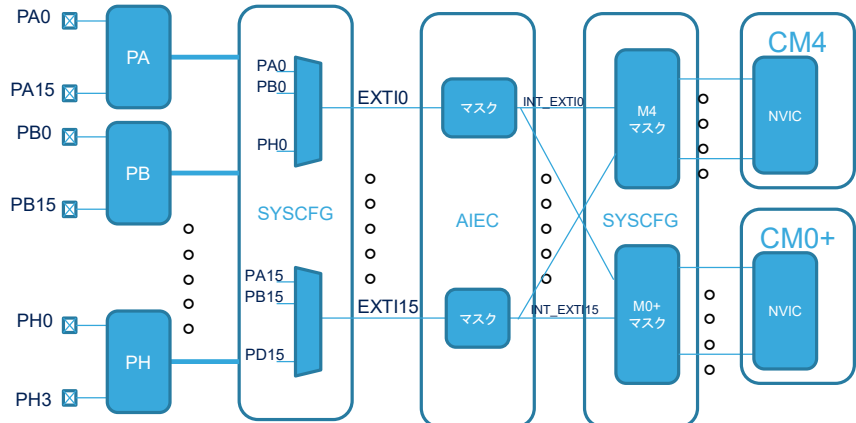 PA0
PA15
PA
PB0
PB15
PB
PH0
PH3
PH
PA0
PB0
PH0
SYSCFG
PA15
PB15
PD15
EXTI0
EXTI15
マスク
AIEC
マスク
INT_EXTI0
INT_EXTI15
M4
マスク
SYSCFG
M0+
マスク
CM4
NVIC
CM0+
NVIC